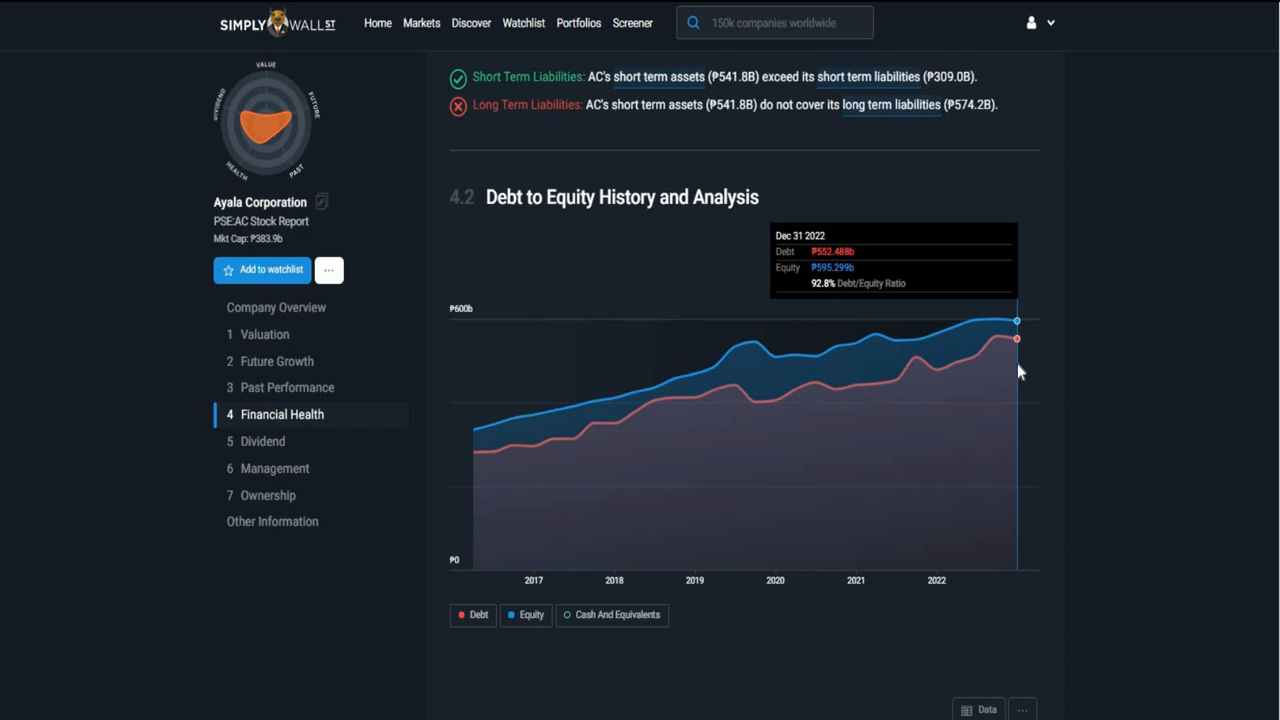 SIMPLY WALL ST
Home Markets Discover Watchlist Portfolios Screener
150k companies worldwide
VALUE
FUTURE
PAST
HEALTH
DIVIDEND
Ayala Corporation
PSE:AC Stock Report
Mkt Cap: ₱383.9b
Add to watchlist
...
Company Overview
1 Valuation
2 Future Growth
3 Past Performance
4 Financial Health
5 Dividend
6 Management
7 Ownership
Other Information
Short Term Liabilities: AC's short term assets (₱541.8B) exceed its short term liabilities (₱309.0B).
Long Term Liabilities: AC's short term assets (₱541.8B) do not cover its long term liabilities (₱574.2B).
4.2 Debt to Equity History and Analysis
Dec 31 2022
Debt ₱552.488b
Equity ₱595.299b
92.8% Debt/Equity Ratio
₱600b
₱0
2017 2018 2019 2020 2021 2022
Debt Equity Cash And Equivalents
Data ...